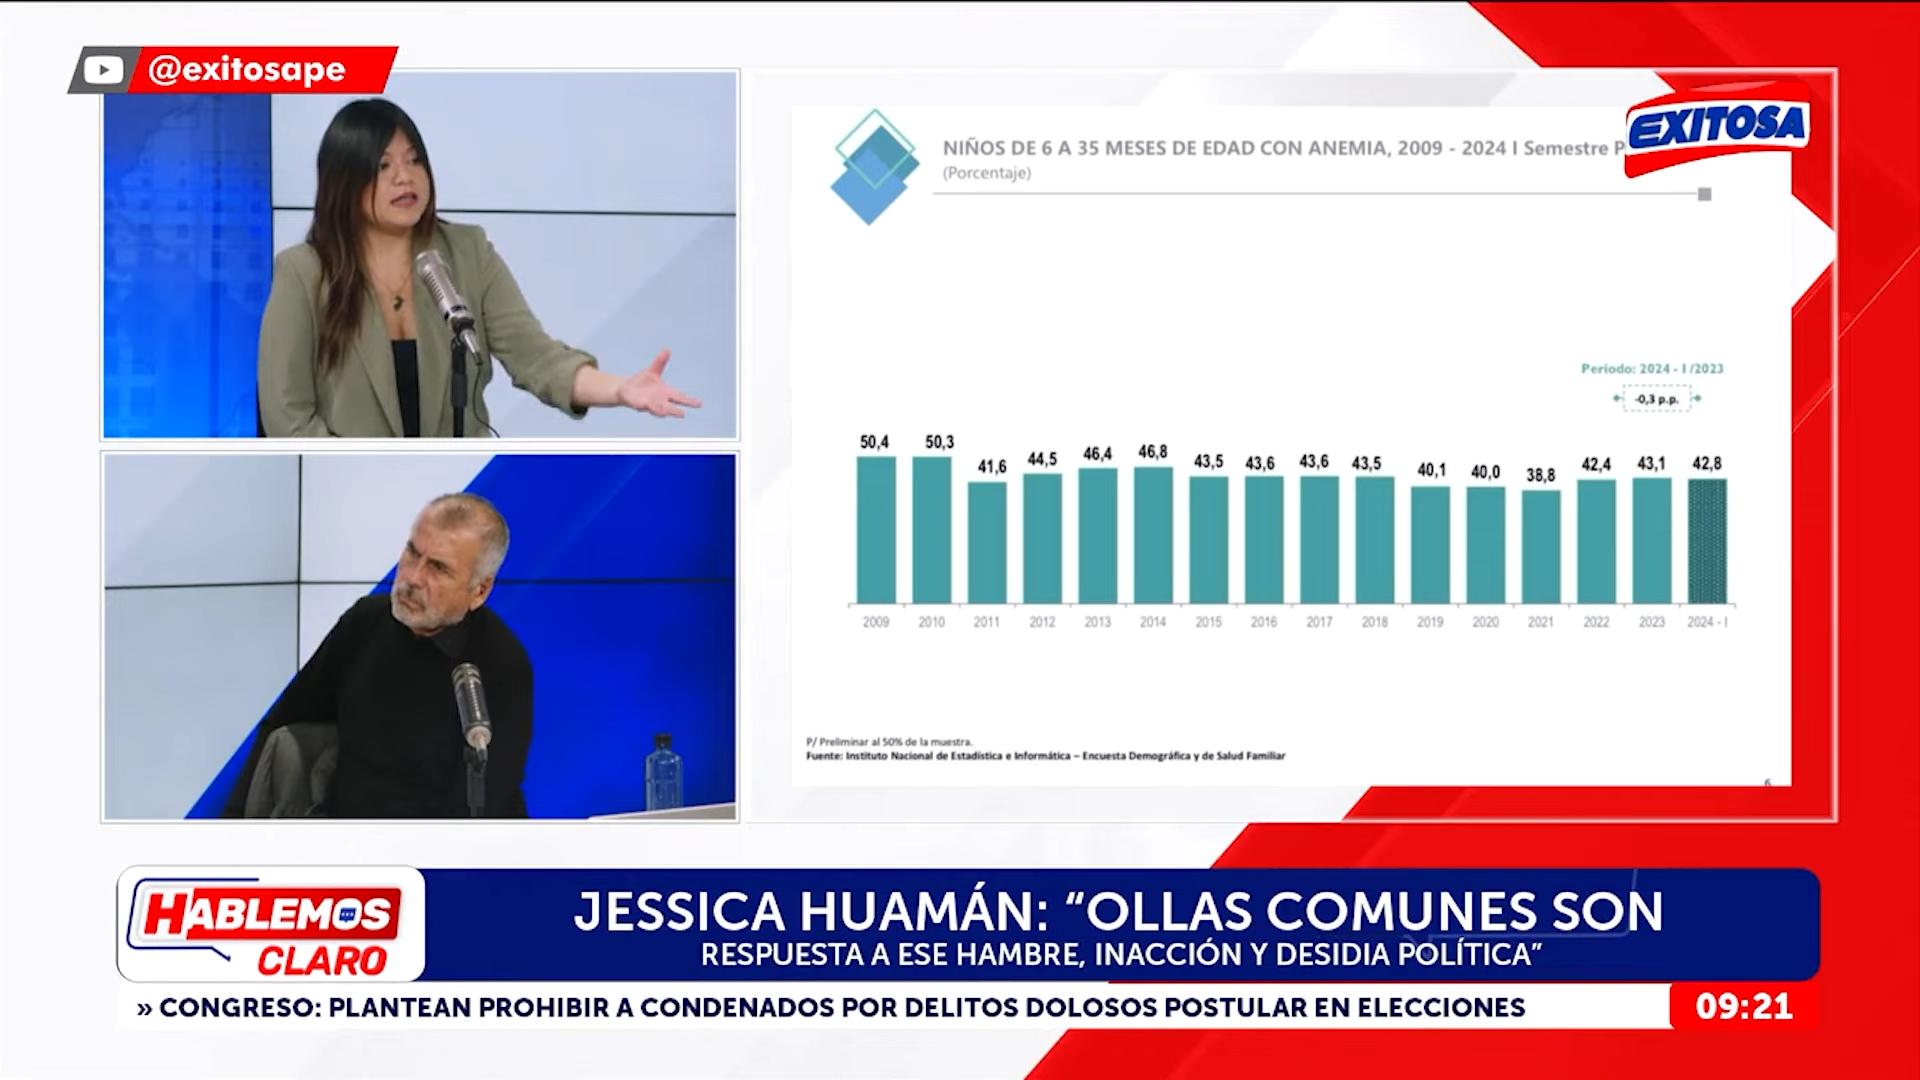 @exitosape
EXITOSA
NIÑOS DE 6 A 35 MESES DE EDAD CON ANEMIA, 2009 - 2024 I Semestre
(Porcentaje)
Periodo: 2024 - I /2023
-0,3 p.p.
50,4 50,3 41,6 44,5 46,4 46,8 43,5 43,6 43,6 43,5 40,1 40,0 38,8 42,4 43,1 42,8
2009 2010 2011 2012 2013 2014 2015 2016 2017 2018 2019 2020 2021 2022 2023 2024 - I
P/ Preliminar al 50% de la muestra.
Fuente: Instituto Nacional de Estadística e Informática – Encuesta Demográfica y de Salud Familiar
HABLEMOS
CLARO
JESSICA HUAMÁN: “OLLAS COMUNES SON
RESPUESTA A ESE HAMBRE, INACCIÓN Y DESIDIA POLÍTICA”
» CONGRESO: PLANTEAN PROHIBIR A CONDENADOS POR DELITOS DOLOSOS POSTULAR EN ELECCIONES
09:21